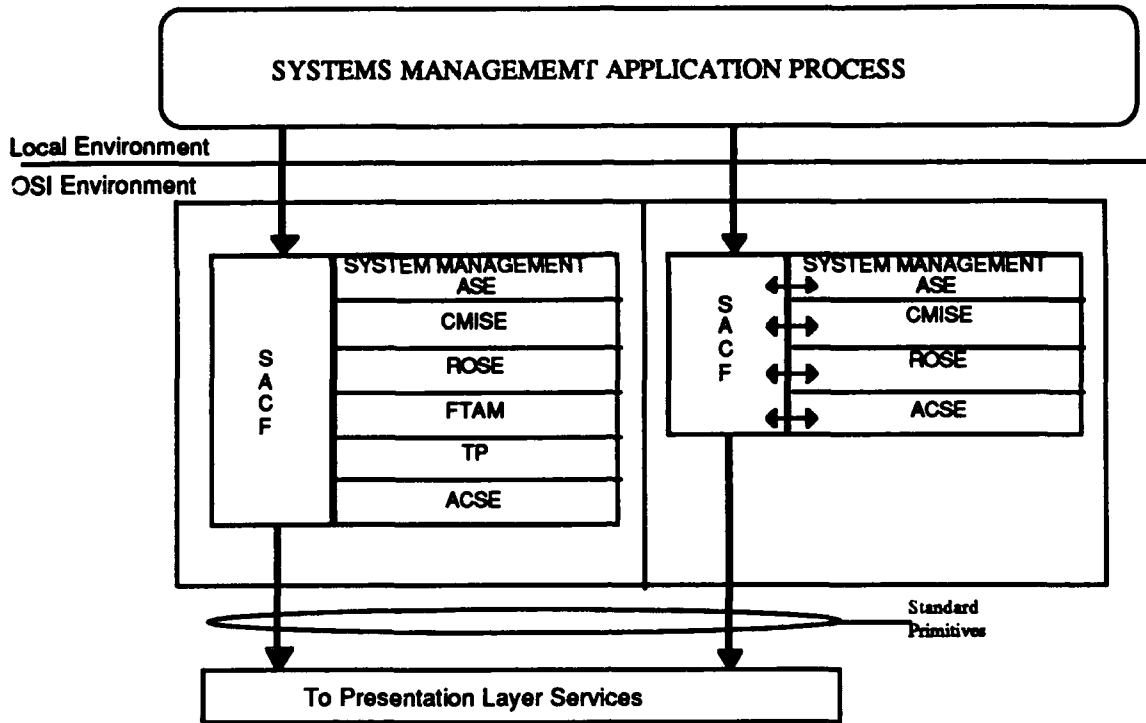 SYSTEMS MANAGEMEMT APPLICATION PROCESS
Local Environment
OSI Environment
S
A
C
F
SYSTEM MANAGEMENT
ASE
CMISE
ROSE
FTAM
TP
ACSE
S
A
C
F
SYSTEM MANAGEMENT
ASE
CMISE
ROSE
ACSE
Standard
Primitives
To Presentation Layer Services